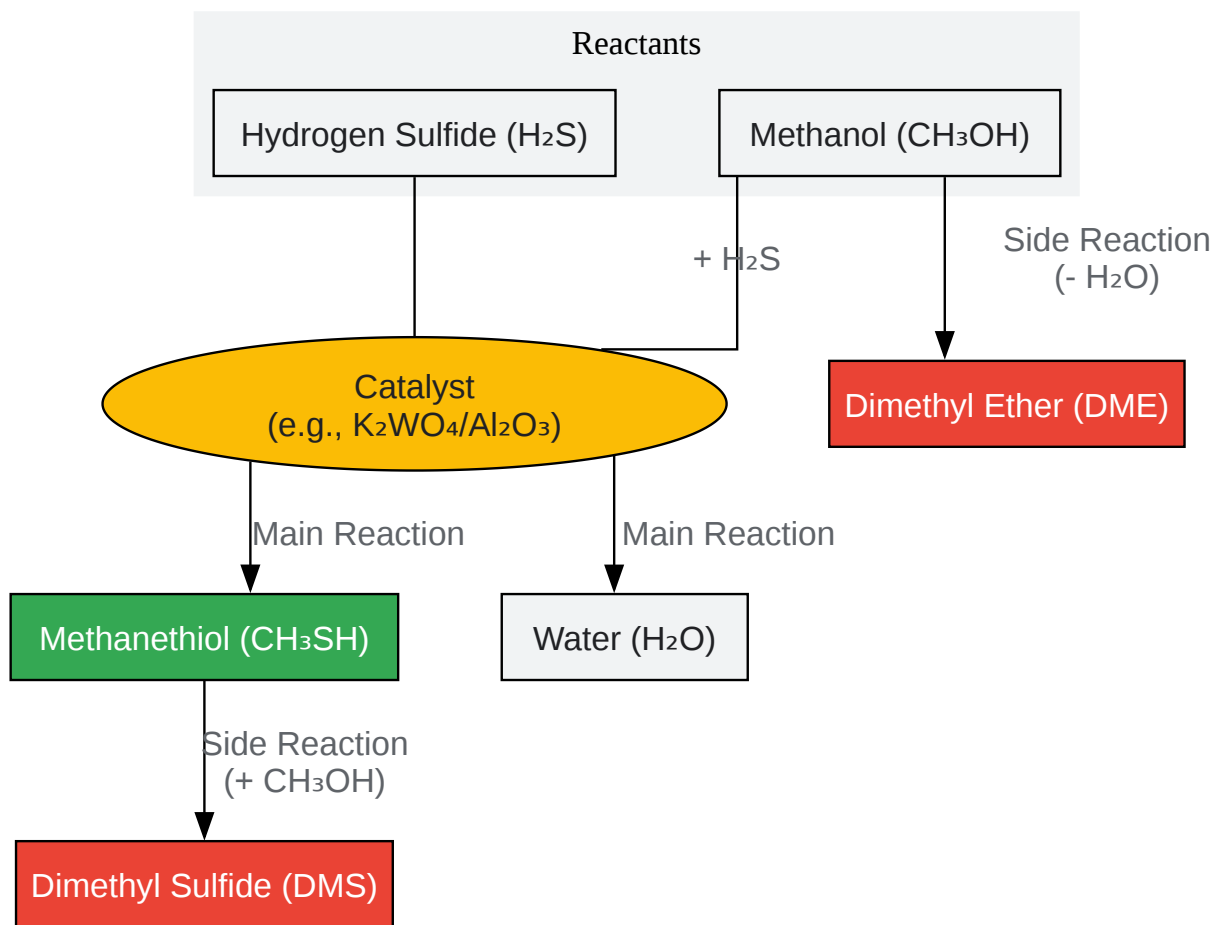 Reactants
Hydrogen Sulfide (H₂S)
Methanol (CH₃OH)
+ H₂S
Side Reaction
(- H₂O)
Catalyst
(e.g., K₂WO₄/Al₂O₃)
Dimethyl Ether (DME)
Main Reaction
Main Reaction
Methanethiol (CH₃SH)
Water (H₂O)
Side Reaction
(+ CH₃OH)
Dimethyl Sulfide (DMS)